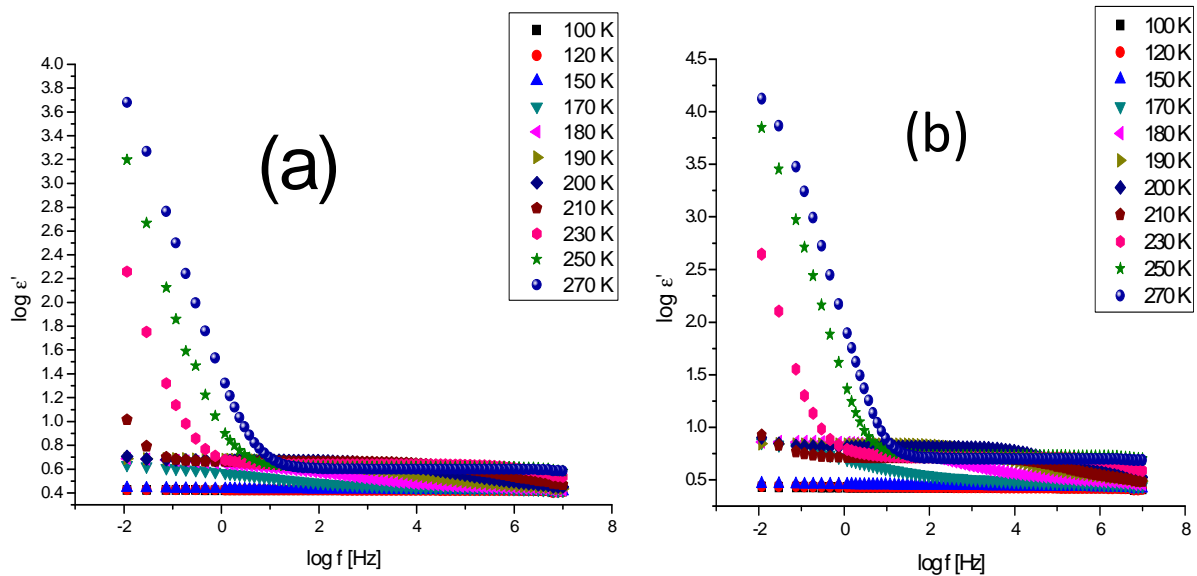 (a)
100 K
120 K
150 K
170 K
180 K
190 K
200 K
210 K
230 K
250 K
270 K
4.0
3.8
3.6
3.4
3.2
3.0
2.8
2.6
2.4
2.2
2.0
1.8
1.6
1.4
1.2
1.0
0.8
0.6
0.4
log ε'
-2
0
2
4
6
8
log f [Hz]
(b)
100 K
120 K
150 K
170 K
180 K
190 K
200 K
210 K
230 K
250 K
270 K
4.5
4.0
3.5
3.0
2.5
2.0
1.5
1.0
0.5
log ε'
-2
0
2
4
6
8
log f [Hz]